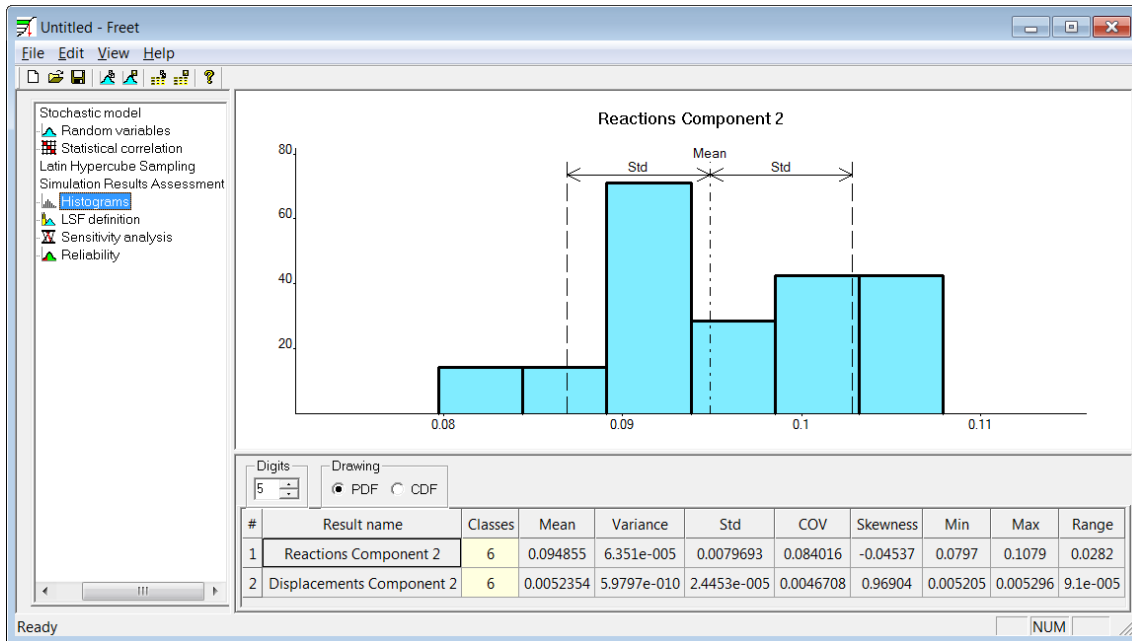 Untitled - Freet
File Edit View Help
Stochastic model
Random variables
Statistical correlation
Latin Hypercube Sampling
Simulation Results Assessment
Histograms
LSF definition
Sensitivity analysis
Reliability
Reactions Component 2
Mean
Std Std
80
60
40
20
0.08 0.09 0.1 0.11
Digits Drawing
5 PDF CDF
# Result name Classes Mean Variance Std COV Skewness Min Max Range
1 Reactions Component 2 6 0.094855 6.351e-005 0.0079693 0.084016 -0.04537 0.0797 0.1079 0.0282
2 Displacements Component 2 6 0.0052354 5.9797e-010 2.4453e-005 0.0046708 0.96904 0.005205 0.005296 9.1e-005
Ready NUM